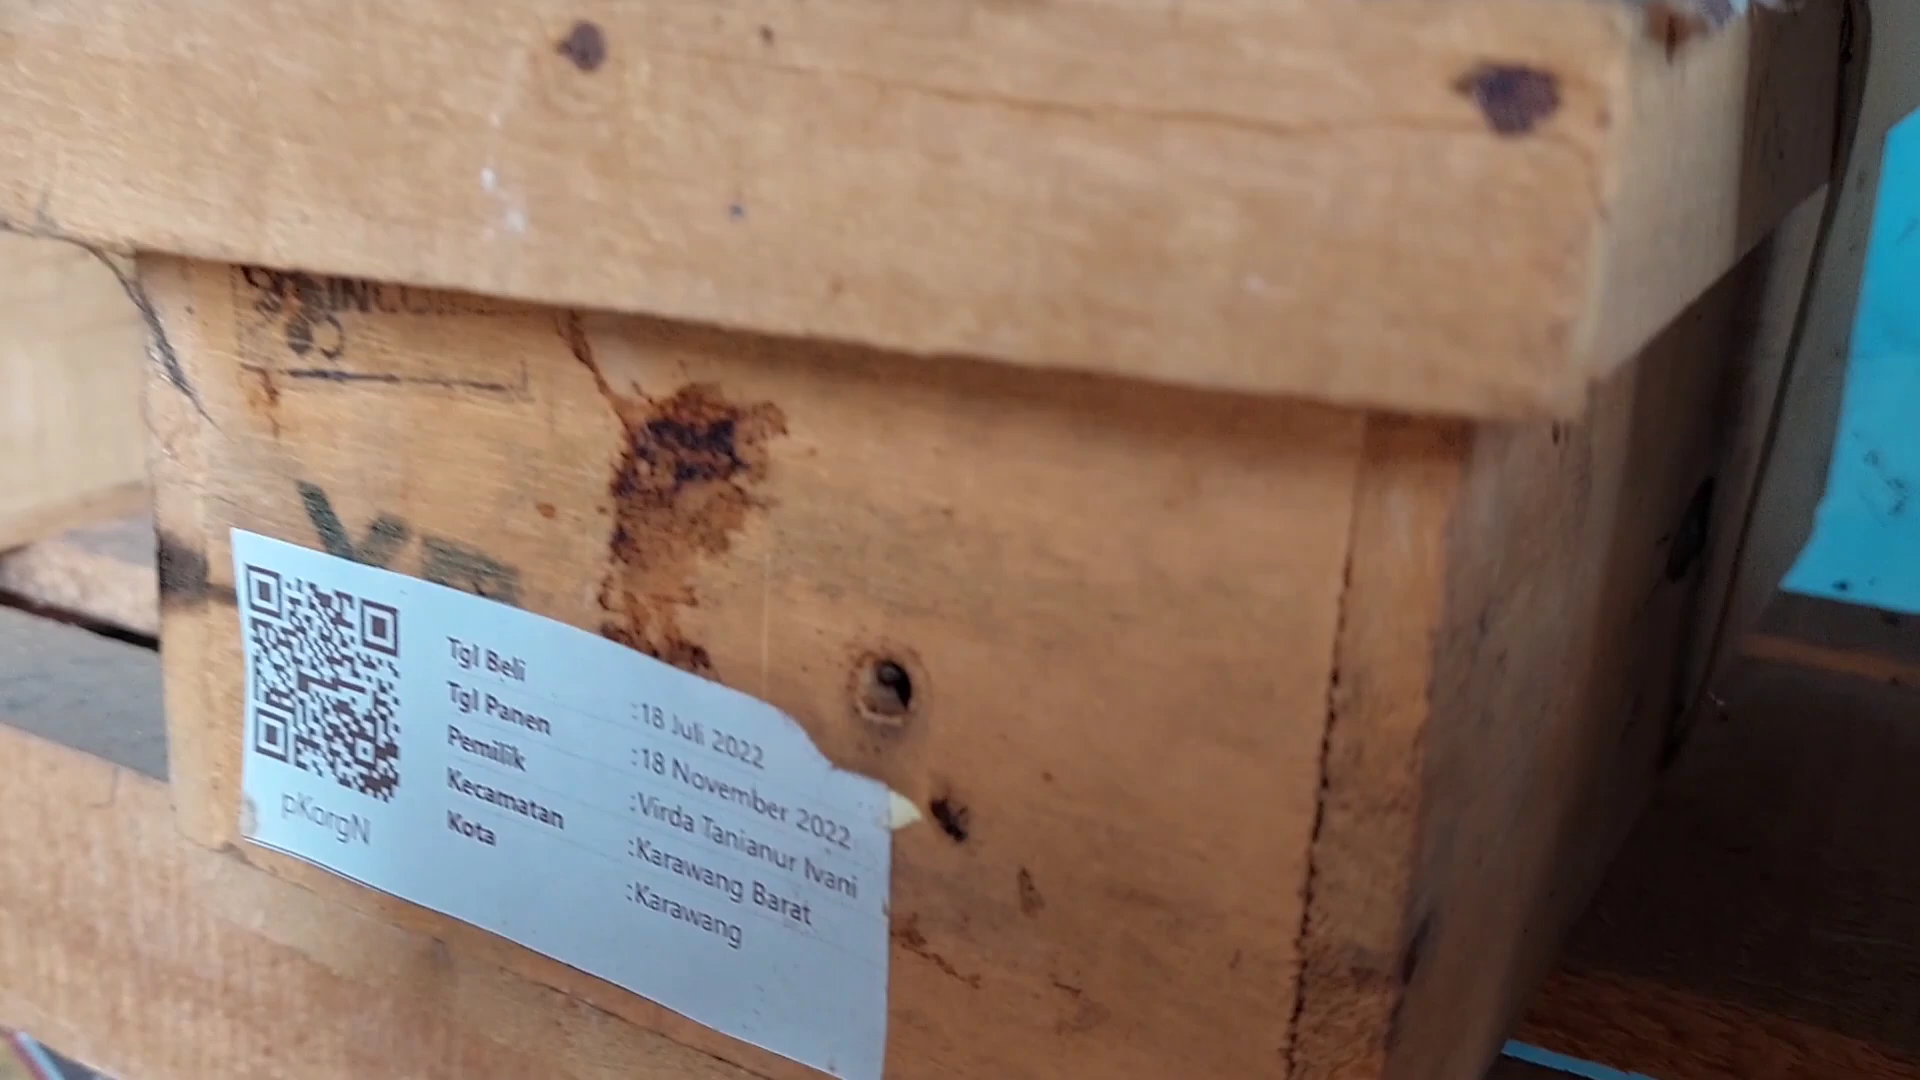 Tgl Beli :18 Juli 2022
Tgl Panen :18 November 2022
Pemilik :Virda Tanianur Ivani
Kecamatan :Karawang Barat
Kota :Karawang
pKorgN